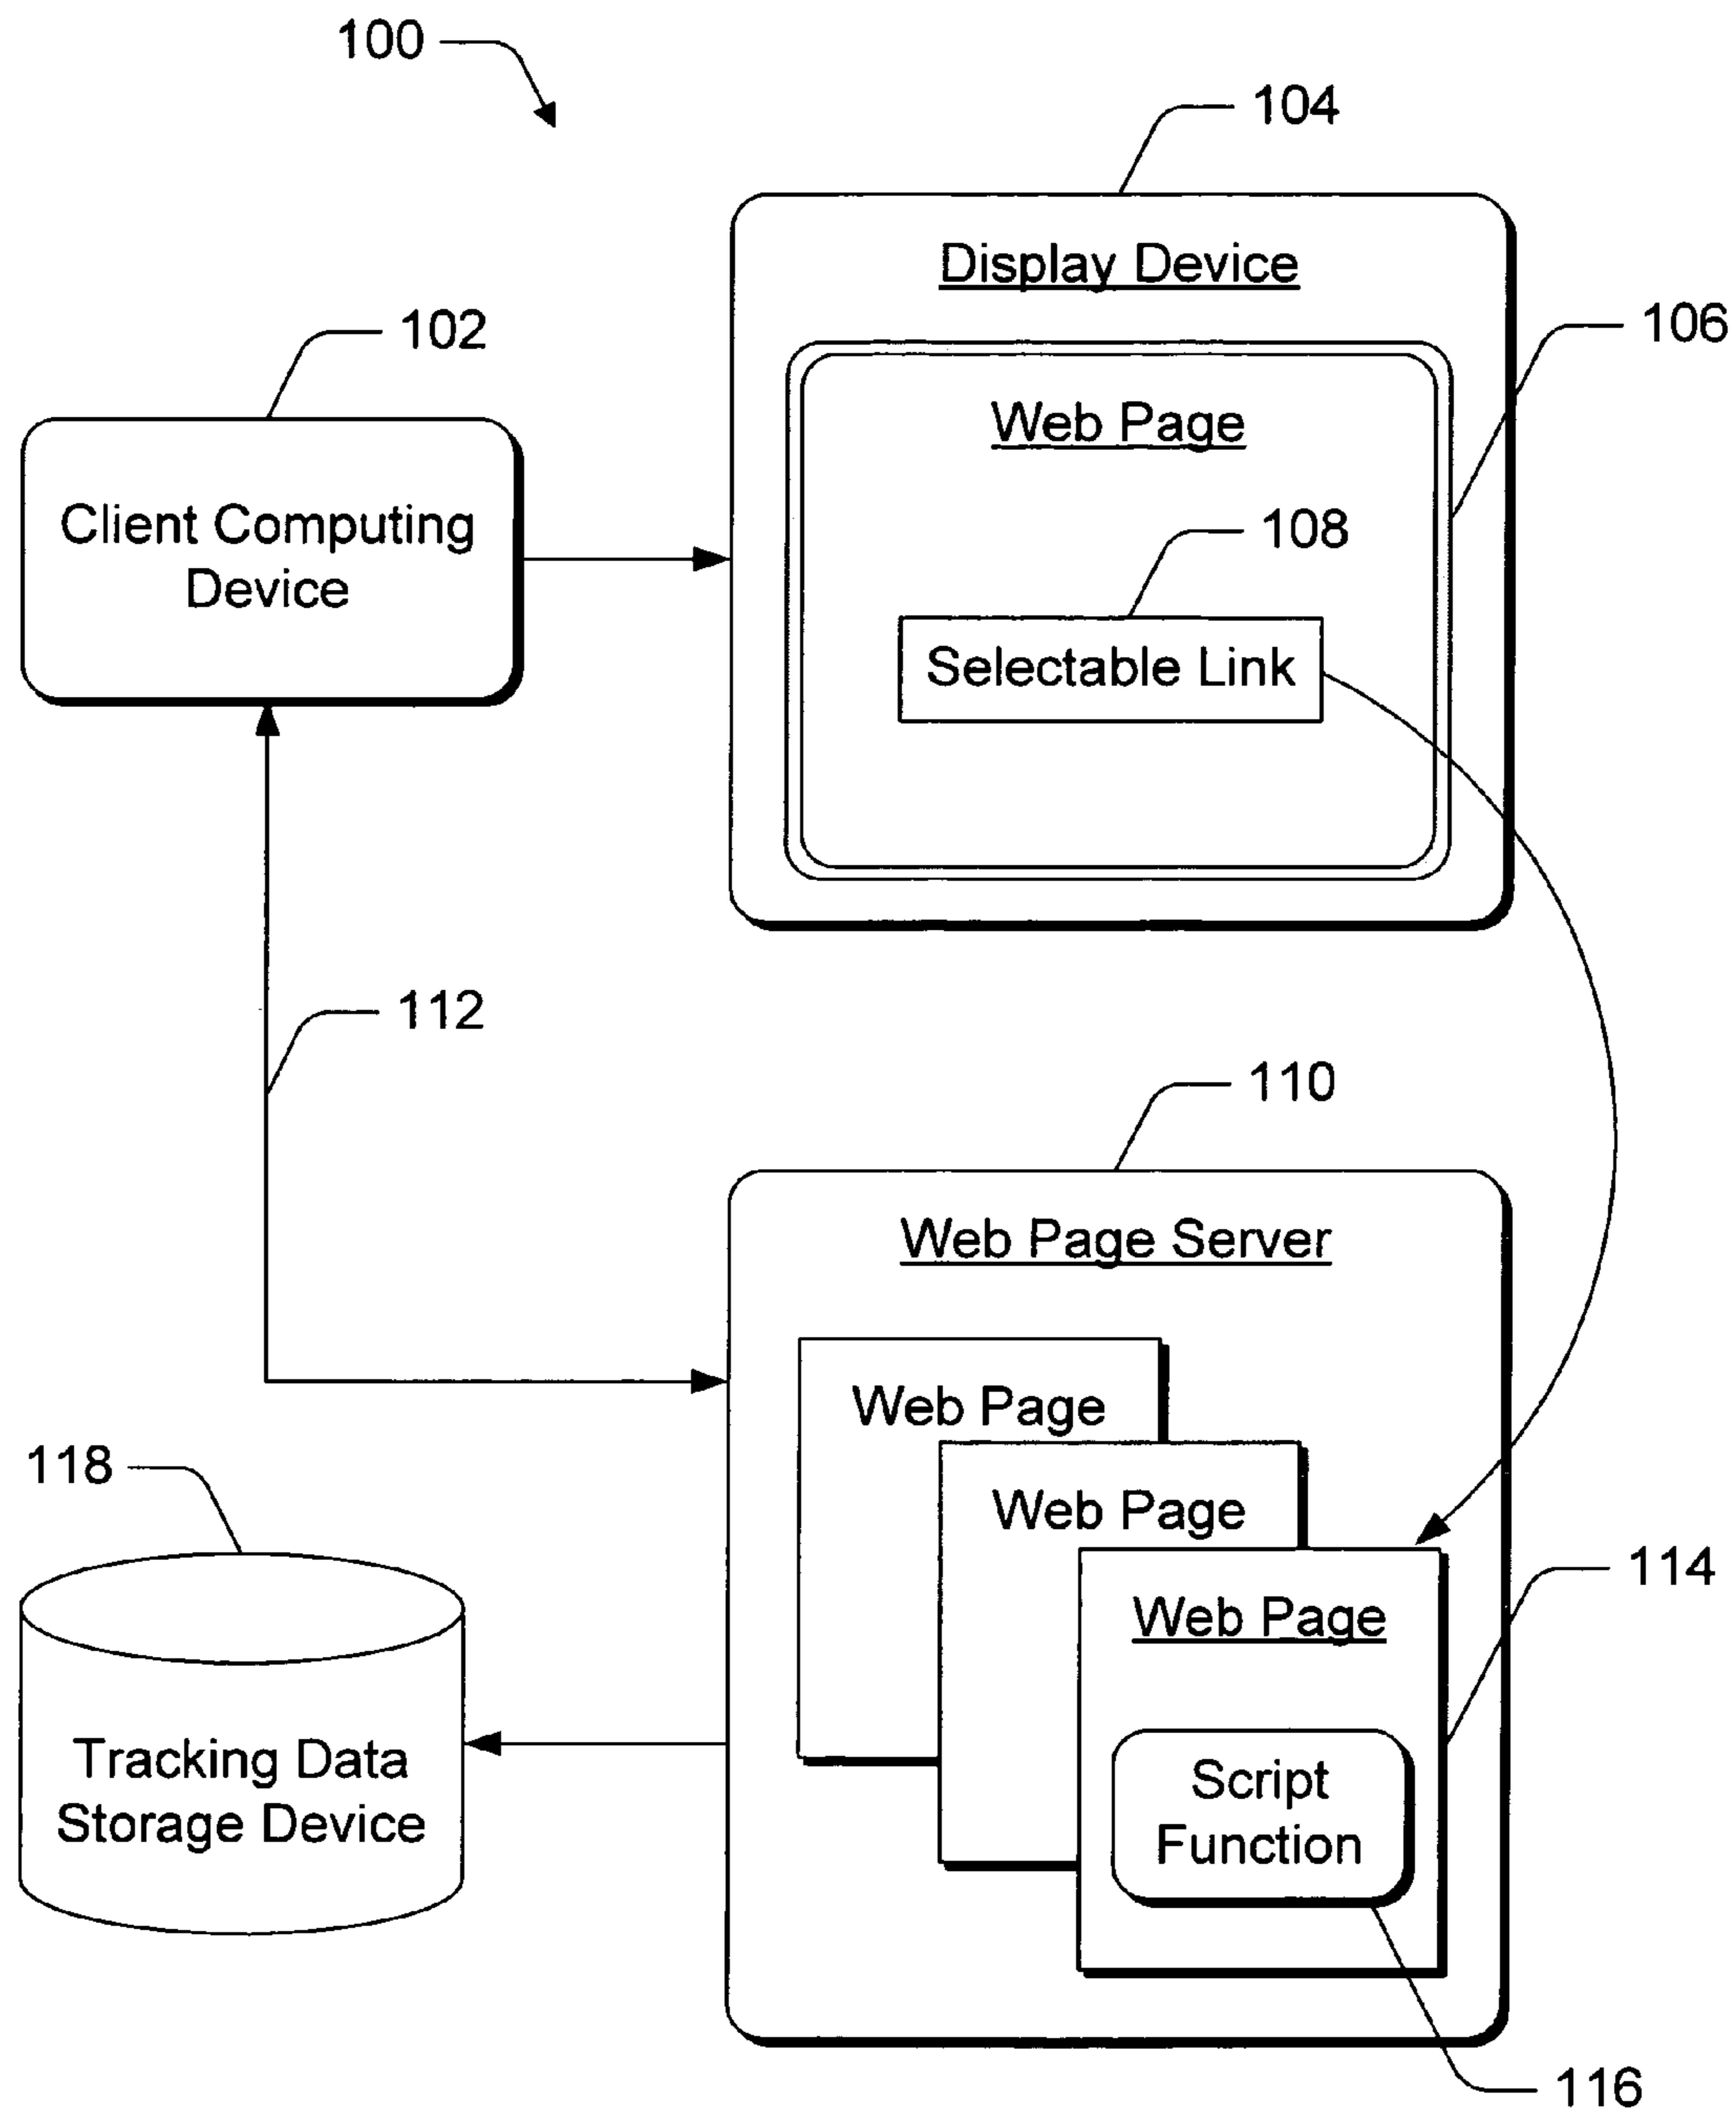 100
104
Display Device
102
106
Web Page
Client Computing
Device
108
Selectable Link
112
110
Web Page Server
Web Page
118
Web Page
114
Web Page
Tracking Data
Storage Device
Script
Function
116